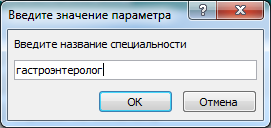 Введите значение параметра
Введите название специальности
гастроэнтеролог
ОК
Отмена